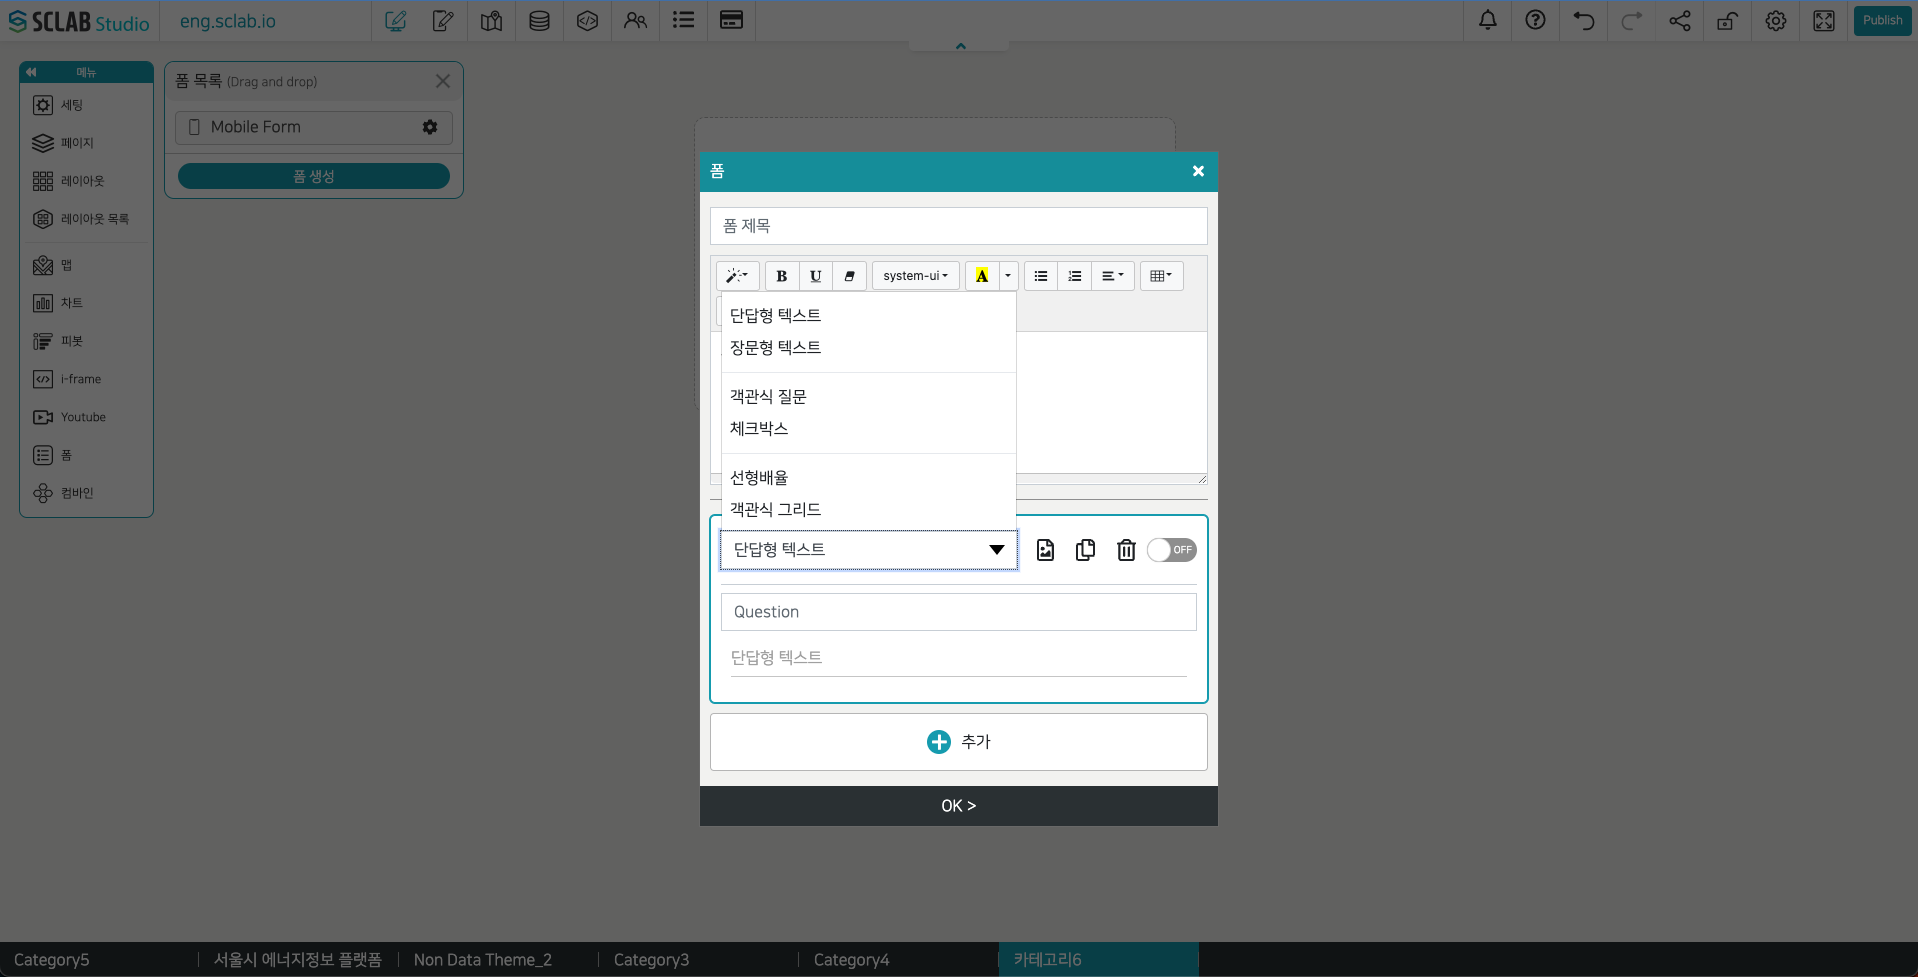 SCLAB Studio
eng.sclab.io
Publish
메뉴
세팅
페이지
레이아웃
레이아웃 목록
맵
차트
피봇
i-frame
Youtube
폼
컴바인
폼 목록 (Drag and drop)
Mobile Form
폼 생성
폼
폼 제목
B U system-ui A
단답형 텍스트
장문형 텍스트
객관식 질문
체크박스
선형배율
객관식 그리드
단답형 텍스트
OFF
Question
단답형 텍스트
추가
OK >
Category5
서울시 에너지정보 플랫폼
Non Data Theme_2
Category3
Category4
카테고리6